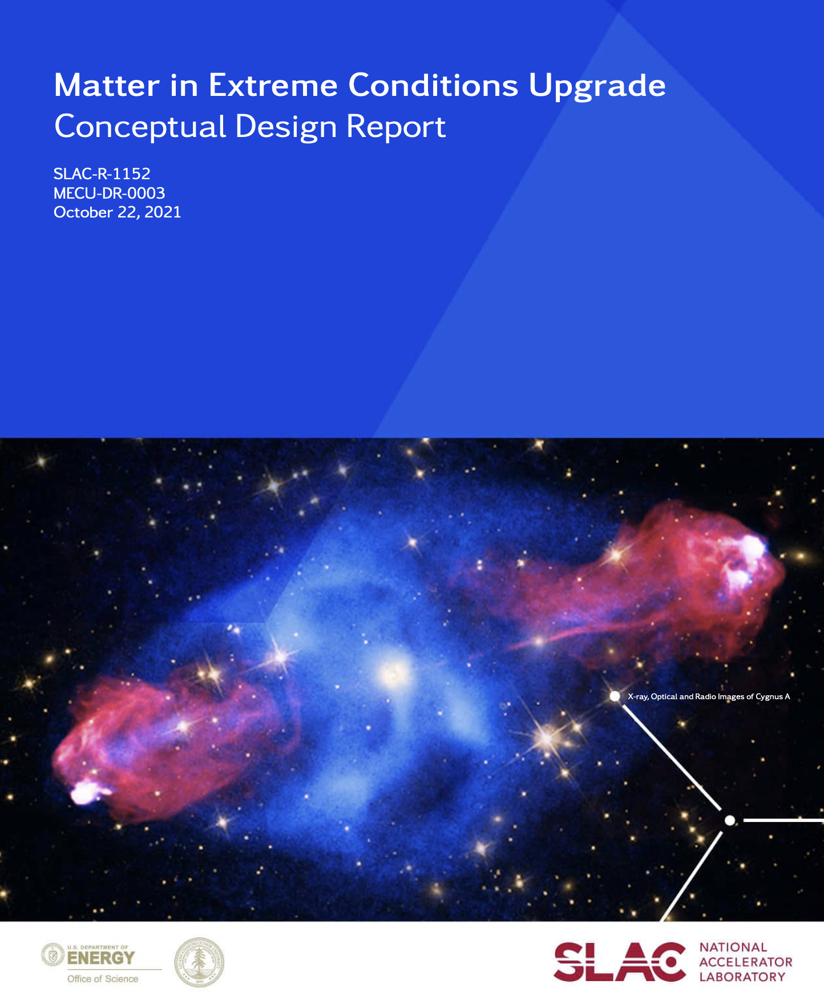 Matter in Extreme Conditions Upgrade
Conceptual Design Report
SLAC-R-1152
MECU-DR-0003
October 22, 2021
X-ray, Optical and Radio Images of Cygnus A
U.S. DEPARTMENT OF
ENERGY
Office of Science
SLAC
NATIONAL
ACCELERATOR
LABORATORY